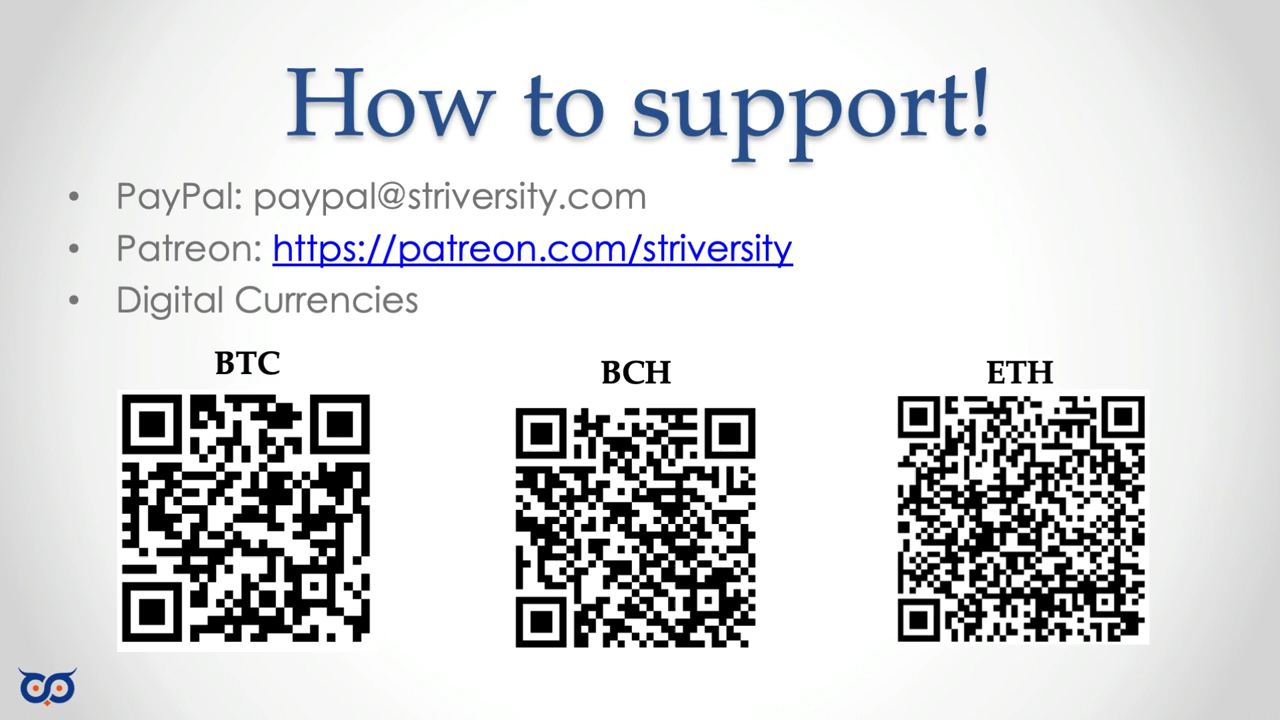 How to support!
• PayPal: paypal@striversity.com
• Patreon: https://patreon.com/striversity
• Digital Currencies
BTC
BCH
ETH